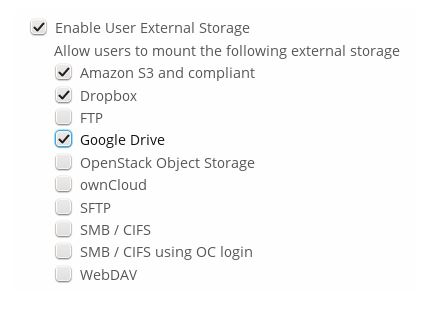 Enable User External Storage
Allow users to mount the following external storage
Amazon S3 and compliant
Dropbox
FTP
Google Drive
OpenStack Object Storage
ownCloud
SFTP
SMB / CIFS
SMB / CIFS using OC login
WebDAV